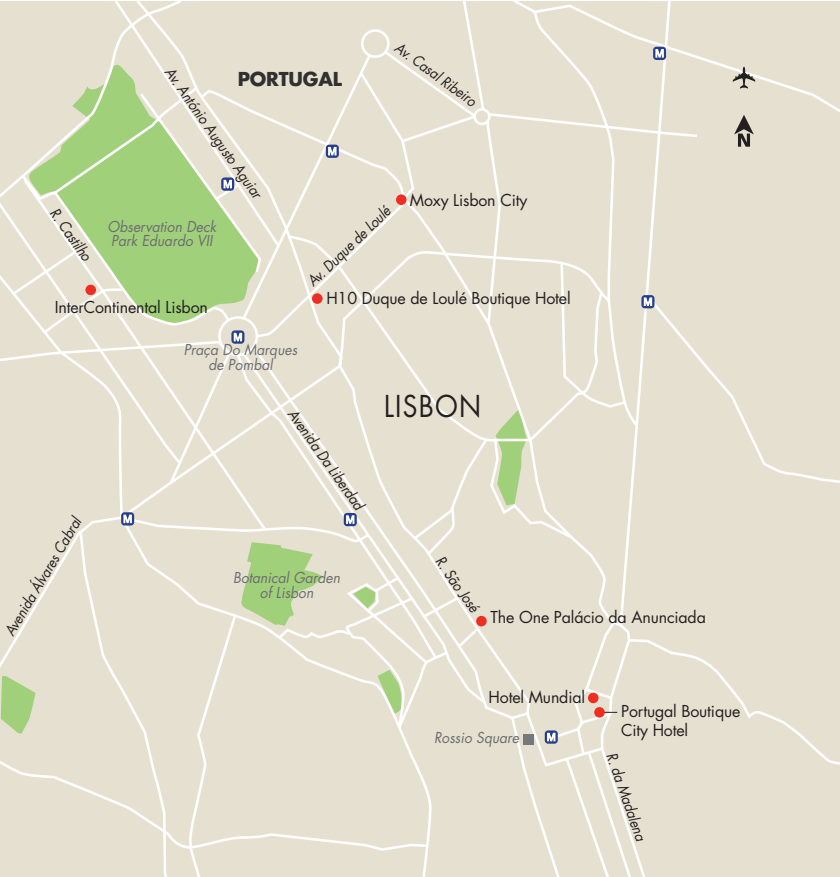 M
Av. Casal Ribeiro
PORTUGAL
Av. António Augusto Aguiar
N
M
M
Moxy Lisbon City
R. Castilho
Observation Deck
Park Eduardo VII
Av. Duque de Loulé
InterContinental Lisbon
H10 Duque de Loulé Boutique Hotel
M
M
Praça Do Marques
de Pombal
LISBON
Avenida Da Liberdad
M
M
Avenida Álvares Cabral
Botanical Garden
of Lisbon
R. São José
The One Palácio da Anunciada
Hotel Mundial
Portugal Boutique
City Hotel
Rossio Square
M
R. da Madalena